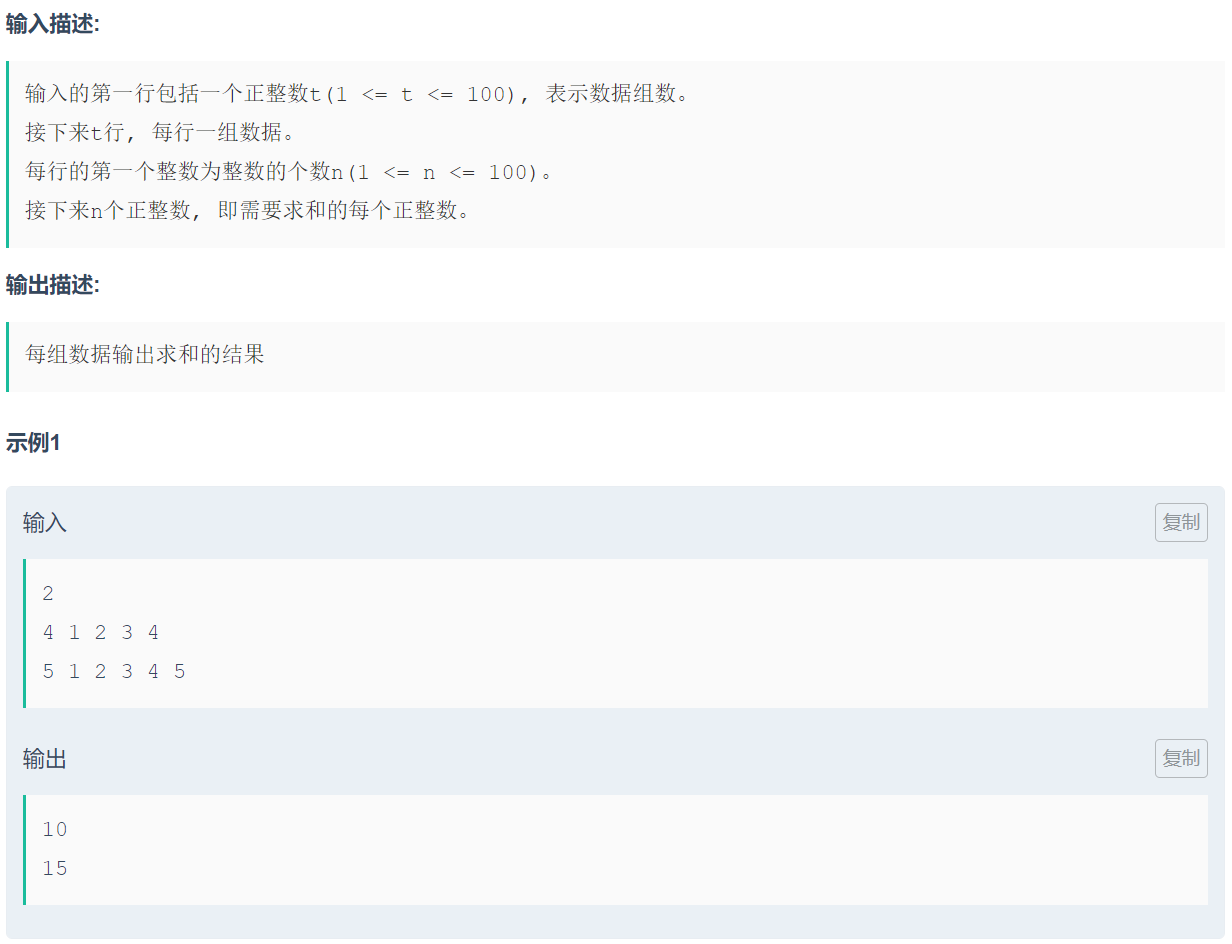 输入描述:
输入的第一行包括一个正整数t(1 <= t <= 100), 表示数据组数。
接下来t行, 每行一组数据。
每行的第一个整数为整数的个数n(1 <= n <= 100)。
接下来n个正整数, 即需要求和的每个正整数。
输出描述:
每组数据输出求和的结果
示例1
输入
复制
2
4 1 2 3 4
5 1 2 3 4 5
输出
复制
10
15